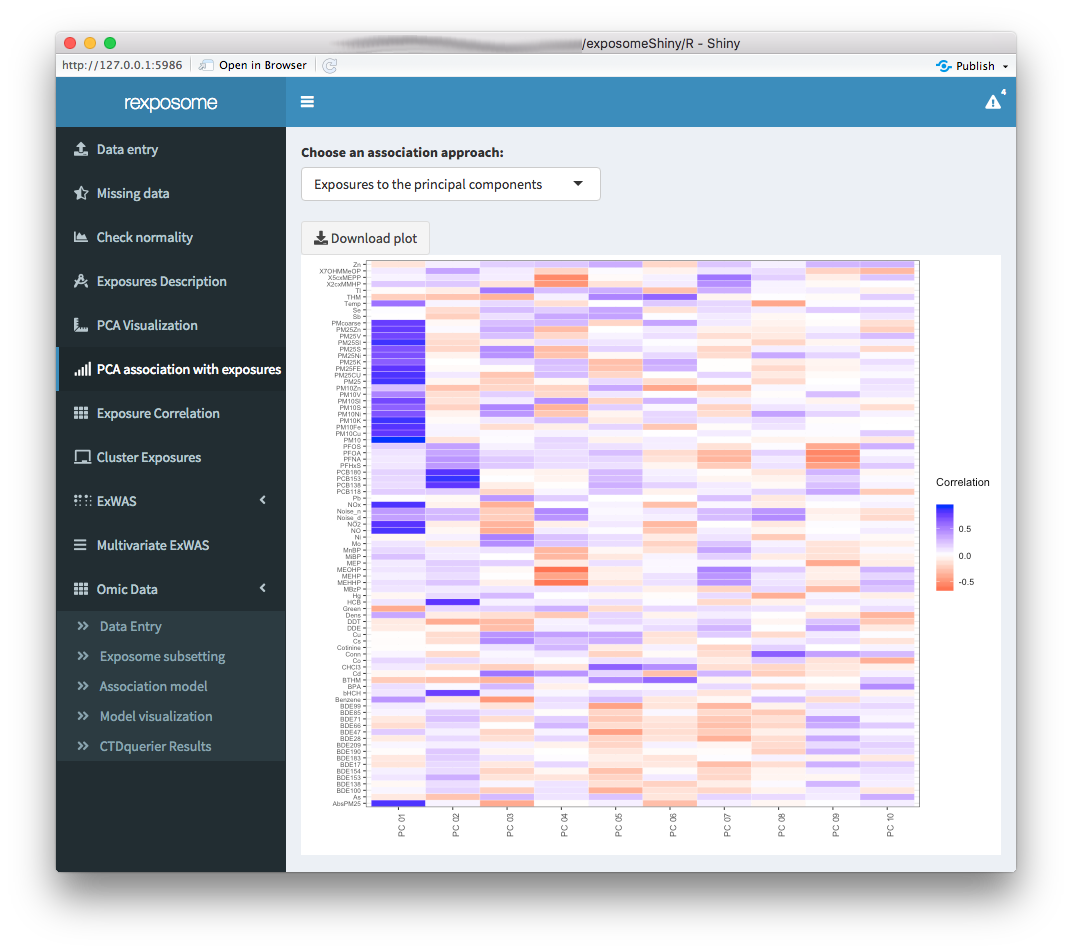 /exposomeShiny/R - Shiny
http://127.0.0.1:5986
Open in Browser
Publish
rexposome
4
Data entry
Missing data
Check normality
Exposures Description
PCA Visualization
PCA association with exposures
Exposure Correlation
Cluster Exposures
ExWAS
Multivariate ExWAS
Omic Data
Data Entry
Exposome subsetting
Association model
Model visualization
CTDquerier Results
Choose an association approach:
Exposures to the principal components
Download plot
Zn
X7OHMMeOP
X5cxMEPP
X2cxMMHP
Tl
THM
Temp
Se
Sb
PMcoarse
PM25Zn
PM25V
PM25SI
PM25S
PM25Ni
PM25K
PM25FE
PM25CU
PM25
PM10Zn
PM10V
PM10SI
PM10S
PM10Ni
PM10K
PM10Fe
PM10Cu
PM10
PFOS
PFOA
PFNA
PFHxS
PCB180
PCB153
PCB138
PCB118
Pb
NOx
Noise_n
Noise_d
NO2
NO
Ni
Mo
MnBP
MiBP
MEP
MEOHP
MEHP
MEHHP
MBzP
Hg
HCB
Green
Dens
DDT
DDE
Cu
Cs
Cotinine
Conn
Co
CHCl3
Cd
BTHM
BPA
bHCH
Benzene
BDE99
BDE85
BDE71
BDE66
BDE47
BDE28
BDE209
BDE190
BDE183
BDE17
BDE154
BDE153
BDE138
BDE100
As
AbsPM25
PC 01
PC 02
PC 03
PC 04
PC 05
PC 06
PC 07
PC 08
PC 09
PC 10
Correlation
0.5
0.0
-0.5